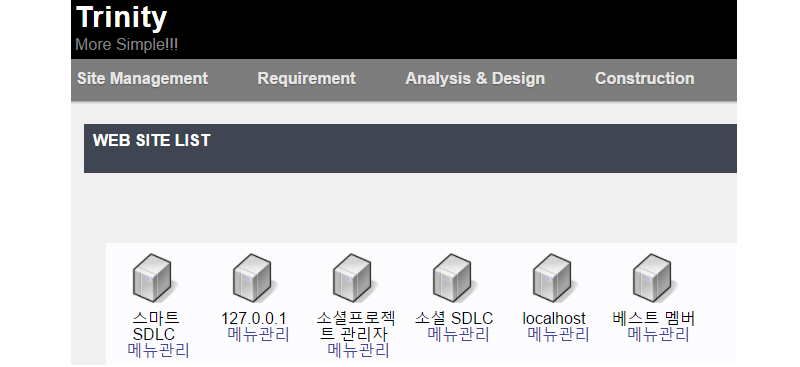 Trinity
More Simple!!!
Site Management Requirement Analysis & Design Construction
WEB SITE LIST
스마트
SDLC
메뉴관리
127.0.0.1
메뉴관리
소셜프로젝
트 관리자
메뉴관리
소셜 SDLC
메뉴관리
localhost
메뉴관리
베스트 멤버
메뉴관리